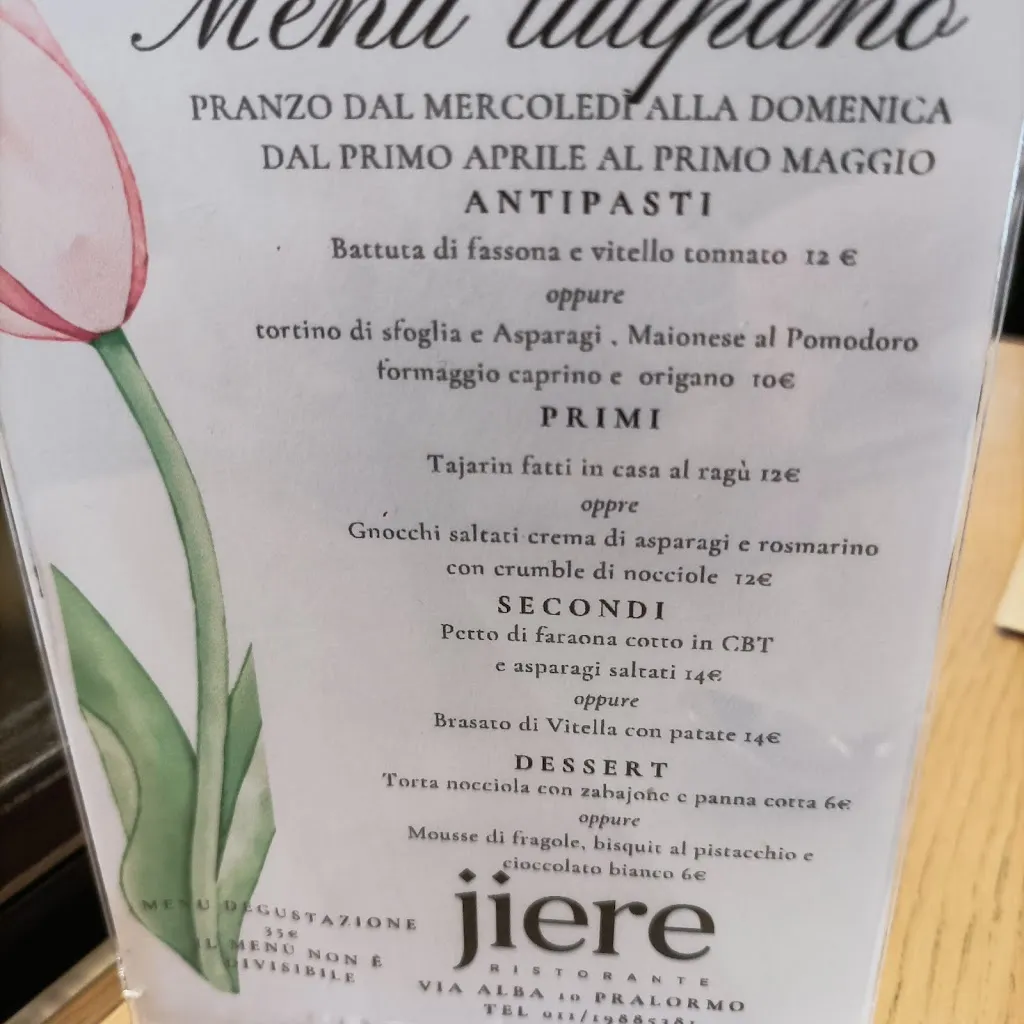 Menù tulipano
PRANZO DAL MERCOLEDÌ ALLA DOMENICA
DAL PRIMO APRILE AL PRIMO MAGGIO
ANTIPASTI
Battuta di fassona e vitello tonnato 12 €
oppure
tortino di sfoglia e Asparagi . Maionese al Pomodoro
formaggio caprino e origano 10€
PRIMI
Tajarin fatti in casa al ragù 12€
oppre
Gnocchi saltati crema di asparagi e rosmarino
con crumble di nocciole 12€
SECONDI
Petto di faraona cotto in CBT
e asparagi saltati 14€
oppure
Brasato di Vitella con patate 14€
DESSERT
Torta nocciola con zabajone e panna cotta 6€
oppure
Mousse di fragole, bisquit al pistacchio e
cioccolato bianco 6€
MENU DEGUSTAZIONE
35€
IL MENÙ NON È
DIVISIBILE
jiere
RISTORANTE
VIA ALBA 10 PRALORMO
TEL